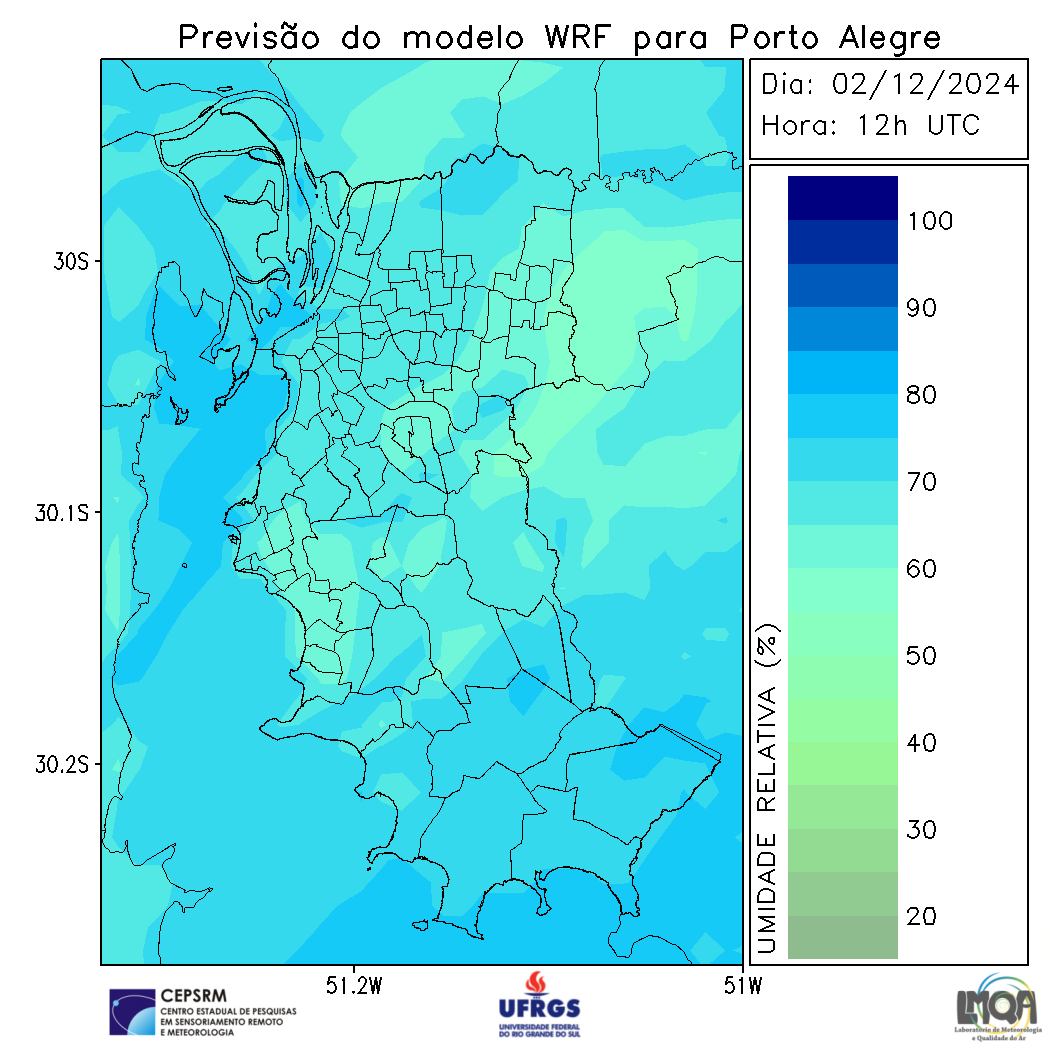 Previsão do modelo WRF para Porto Alegre
Dia: 02/12/2024
Hora: 12h UTC
30S
30.1S
30.2S
51.2W
51W
100
90
80
70
60
50
40
30
20
UMIDADE RELATIVA (%)
CEPSRM
CENTRO ESTADUAL DE PESQUISAS
EM SENSORIAMENTO REMOTO
E METEOROLOGIA
UFRGS
UNIVERSIDADE FEDERAL
DO RIO GRANDE DO SUL
LMQA
Laboratório de Meteorologia
e Qualidade do Ar